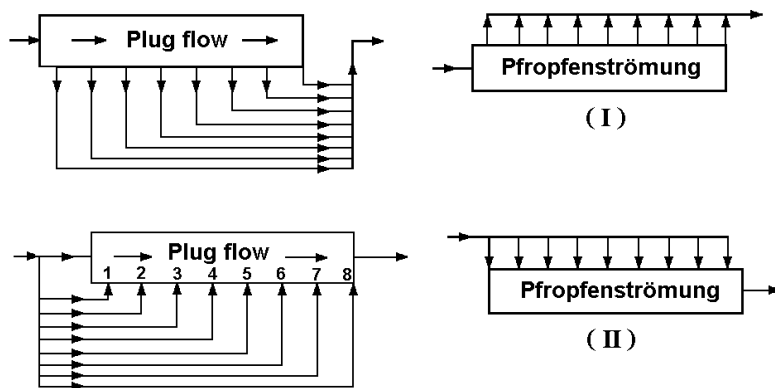 Plug flow
Pfropfenströmung
( I )
Plug flow
1 2 3 4 5 6 7 8
Pfropfenströmung
( II )